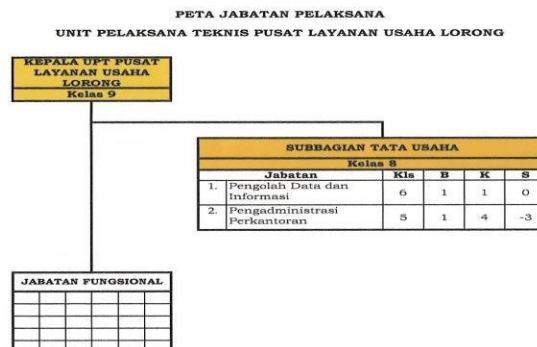 PETA JABATAN PELAKSANA
UNIT PELAKSANA TEKNIS PUSAT LAYANAN USAHA LORONG
KEPALA UPT PUSAT
LAYANAN USAHA
LORONG
Kelas 9
SUBBAGIAN TATA USAHA
Kelas 8
Jabatan Kls B K S
1. Pengolah Data dan
Informasi 6 1 1 0
2. Pengadministrasi
Perkantoran 5 1 4 -3
JABATAN FUNGSIONAL